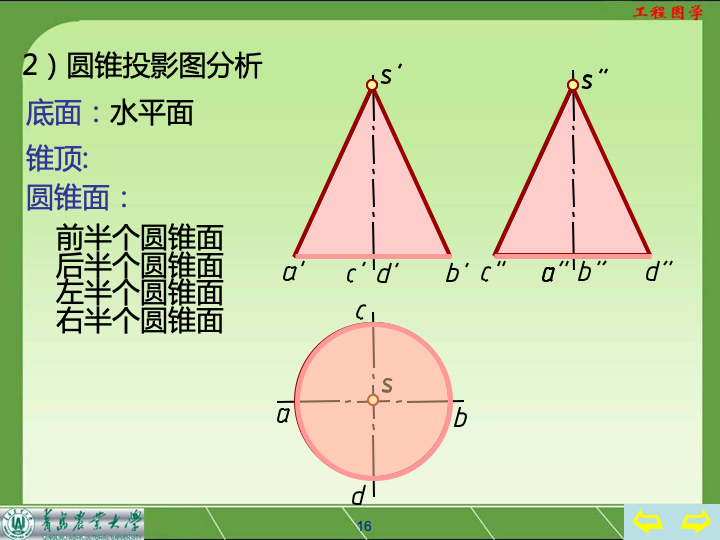 工程图学
2）圆锥投影图分析
底面：水平面
锥顶:
圆锥面：
前半个圆锥面
后半个圆锥面
左半个圆锥面
右半个圆锥面
s′
s″
a′ c′ d′ b′
c″ a″ b″ d″
c
s
a
b
d
青岛农业大学
16